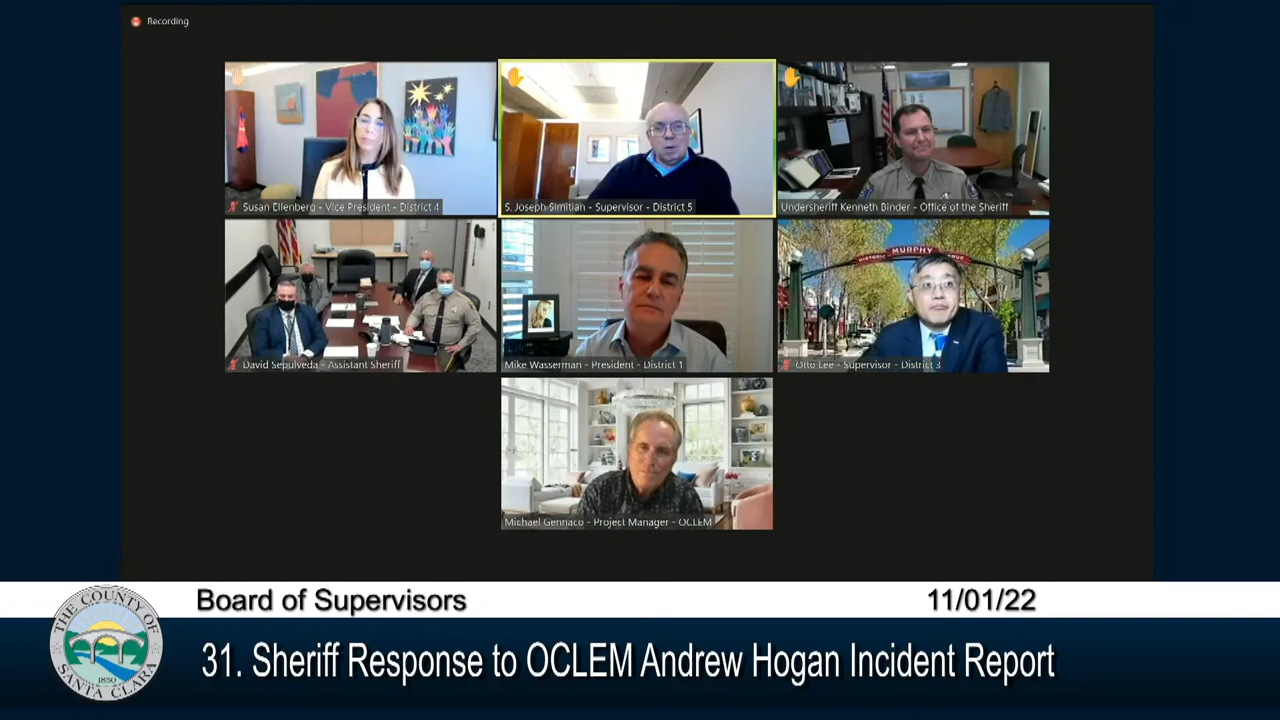 Recording
Susan Ellenberg - Vice President - District 4
S. Joseph Simitian - Supervisor - District 5
Undersheriff Kenneth Binder - Office of the Sheriff
MURPHY
HISTORIC
David Sepulveda - Assistant Sheriff
Mike Wasserman - President - District 1
Otto Lee - Supervisor - District 3
Michael Gennaco - Project Manager - OCLEM
Board of Supervisors
11/01/22
THE COUNTY OF
SANTA CLARA
1850
31. Sheriff Response to OCLEM Andrew Hogan Incident Report